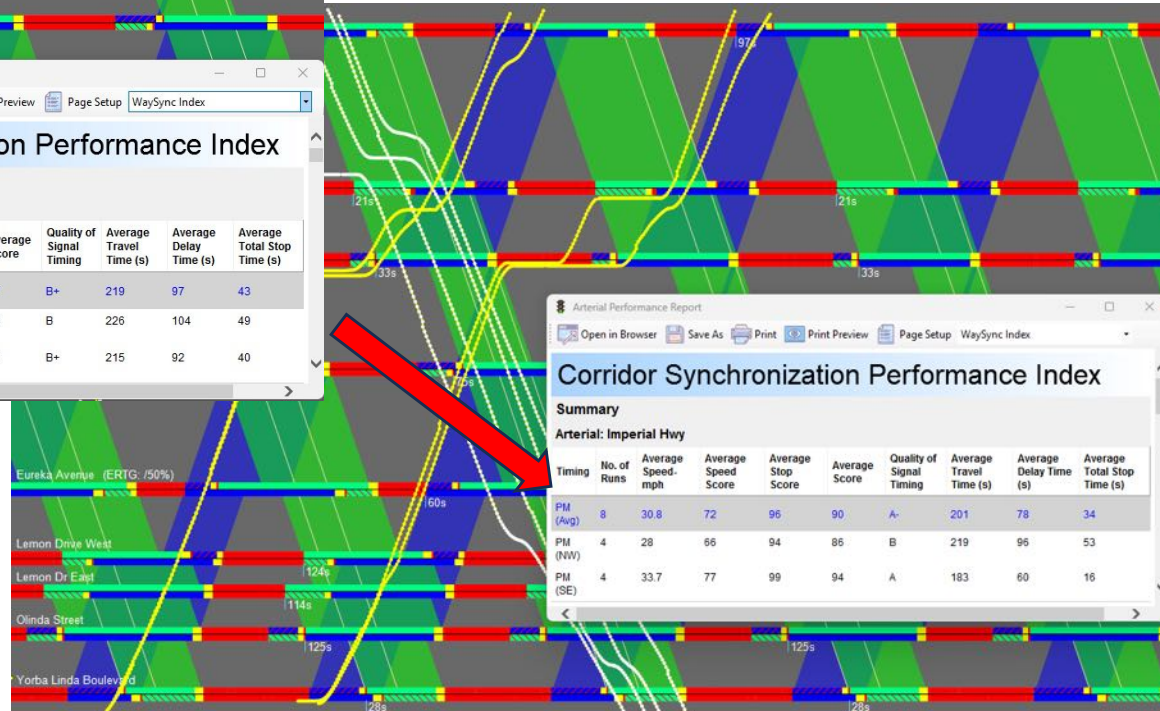 97s
Preview Page Setup WaySync Index
on Performance Index
Quality of Signal Timing Average Travel Time (s) Average Delay Time (s) Average Total Stop Time (s)
B+ 219 97 43
B 226 104 49
B+ 215 92 40
21s 21s
33s 33s
Arterial Performance Report
Open in Browser Save As Print Print Preview Page Setup WaySync Index
Corridor Synchronization Performance Index
Summary
Arterial: Imperial Hwy
Timing No. of Runs Average Speed-mph Average Speed Score Average Stop Score Average Score Quality of Signal Timing Average Travel Time (s) Average Delay Time (s) Average Total Stop Time (s)
PM (Avg) 8 30.8 72 96 90 A- 201 78 34
PM (NW) 4 28 66 94 86 B 219 96 53
PM (SE) 4 33.7 77 99 94 A 183 60 16
Eureka Avenue (ERTG: /50%)
60s
Lemon Drive West
124s
Lemon Dr East
114s
Olinda Street
125s 125s
Yorba Linda Boulevard
28s 28s